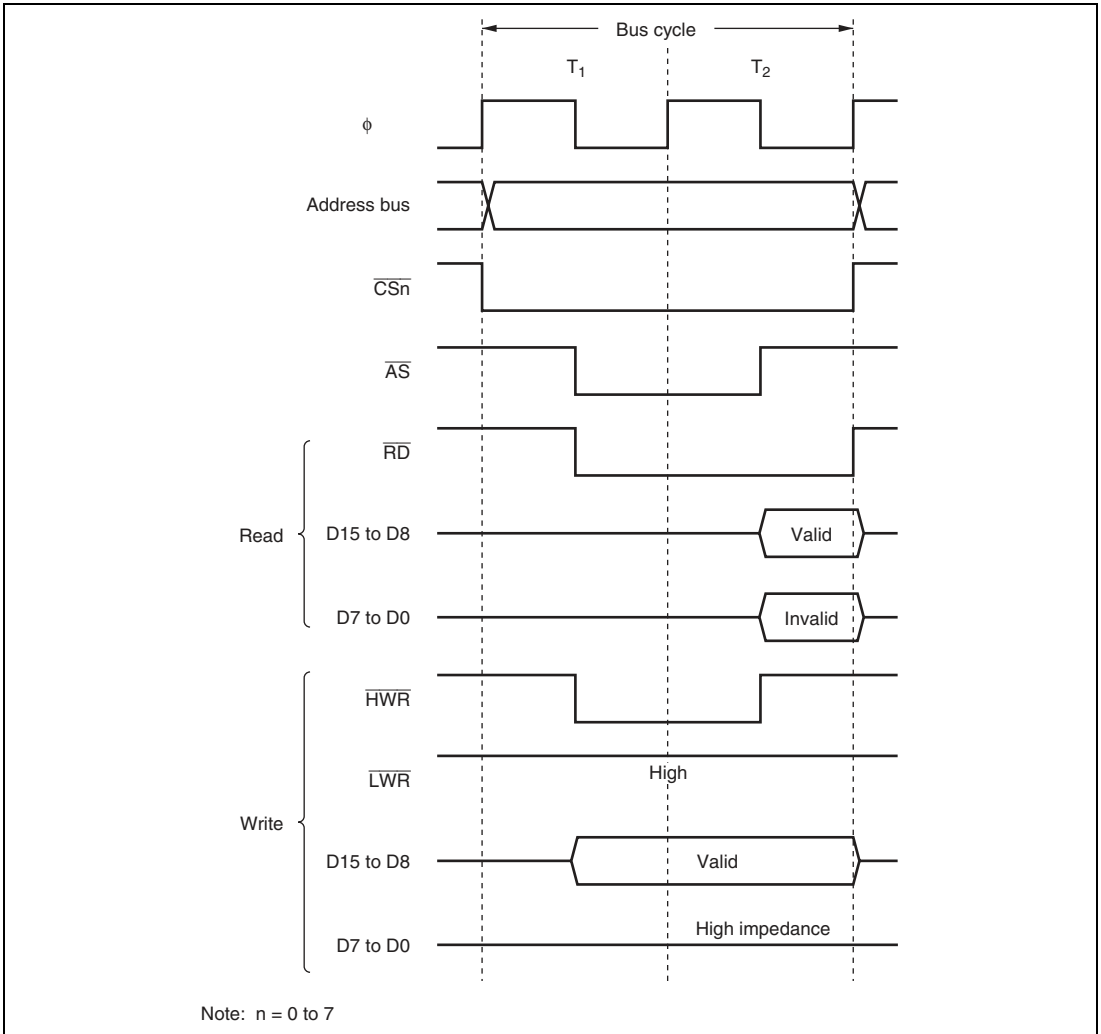 Bus cycle
T1 T2
φ
Address bus
CSn
AS
RD
Read D15 to D8 Valid
D7 to D0 Invalid
HWR
LWR High
Write
D15 to D8 Valid
D7 to D0 High impedance
Note: n = 0 to 7